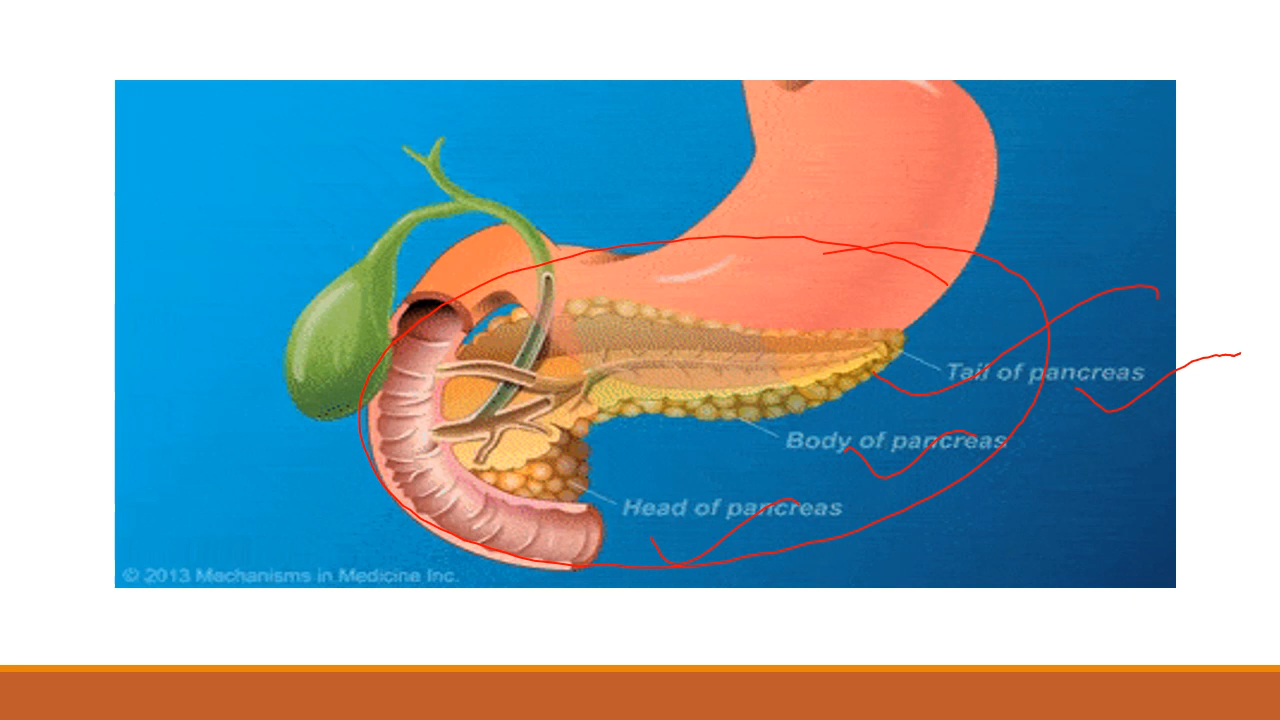 Tail of pancreas
Body of pancreas
Head of pancreas
© 2013 Mechanisms in Medicine Inc.